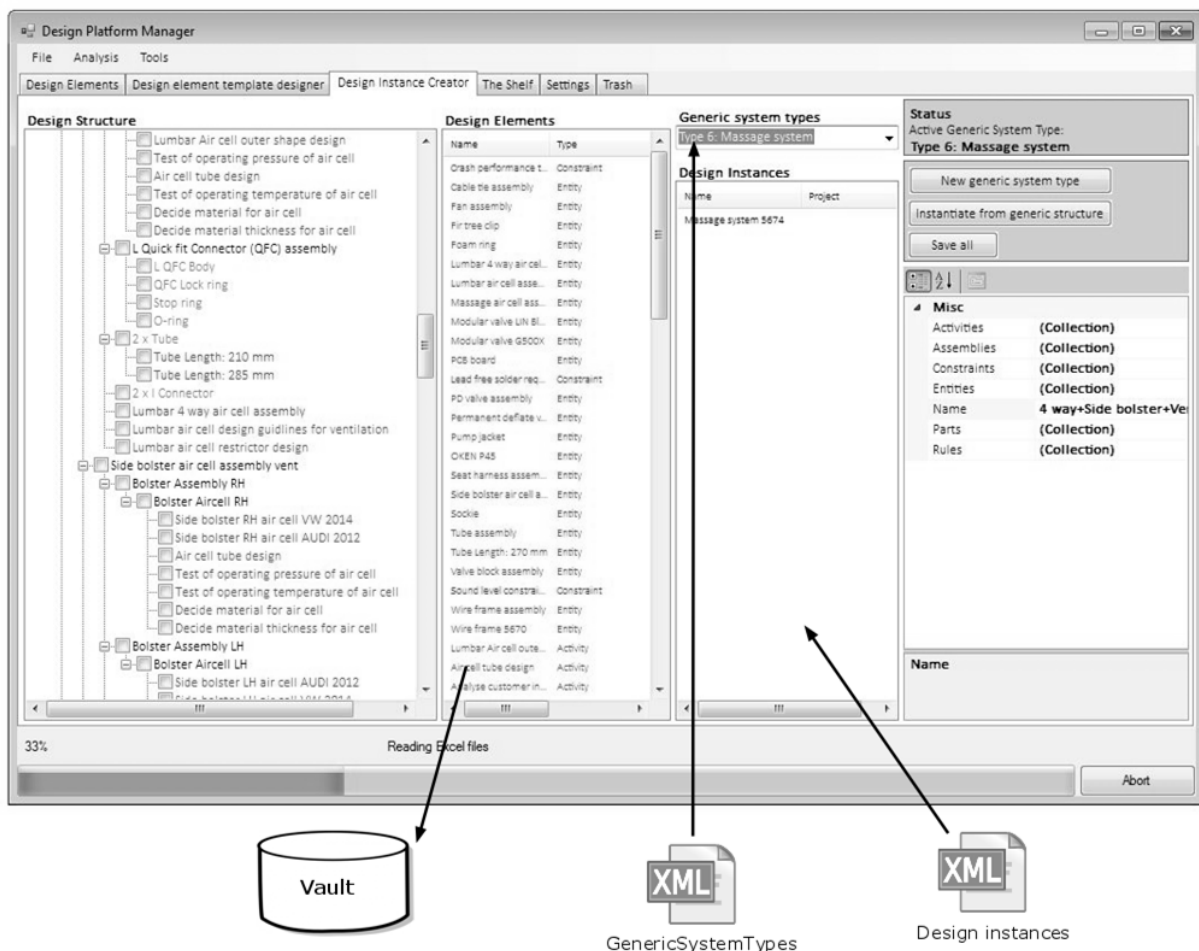 Design Platform Manager
File Analysis Tools
Design Elements Design element template designer Design Instance Creator The Shelf Settings Trash
Design Structure
Lumbar Air cell outer shape design
Test of operating pressure of air cell
Air cell tube design
Test of operating temperature of air cell
Decide material for air cell
Decide material thickness for air cell
L Quick fit Connector (QFC) assembly
L QFC Body
QFC Lock ring
Stop ring
O-ring
2 x Tube
Tube Length: 210 mm
Tube Length: 285 mm
2 x I Connector
Lumbar 4 way air cell assembly
Lumbar air cell design guidlines for ventilation
Lumbar air cell restrictor design
Side bolster air cell assembly vent
Bolster Assembly RH
Bolster Aircell RH
Side bolster RH air cell VW 2014
Side bolster RH air cell AUDI 2012
Air cell tube design
Test of operating pressure of air cell
Test of operating temperature of air cell
Decide material for air cell
Decide material thickness for air cell
Bolster Assembly LH
Bolster Aircell LH
Side bolster LH air cell AUDI 2012
Side bolster LH air cell VW 2014
Design Elements
Name Type
Crash performance t... Constraint
Cable tie assembly Entity
Fan assembly Entity
Fir tree clip Entity
Foam ring Entity
Lumbar 4 way air cel... Entity
Lumbar air cell asse... Entity
Massage air cell ass... Entity
Modular valve LIN Bl... Entity
Modular valve G500X Entity
PCB board Entity
Lead free solder req... Constraint
PD valve assembly Entity
Permanent deflate v... Entity
Pump jacket Entity
OKEN P45 Entity
Seat harness assem... Entity
Side bolster air cell a... Entity
Sockie Entity
Tube assembly Entity
Tube Length: 270 mm Entity
Valve block assembly Entity
Sound level constrai... Constraint
Wire frame assembly Entity
Wire frame 5670 Entity
Lumbar Air cell oute... Activity
Air cell tube design Activity
Analyse customer in... Activity
Generic system types
Type 6: Massage system
Design Instances
Name Project
Massage system 5674
Status
Active Generic System Type:
Type 6: Massage system
New generic system type
Instantiate from generic structure
Save all
Misc
Activities (Collection)
Assemblies (Collection)
Constraints (Collection)
Entities (Collection)
Name 4 way+Side bolster+Ve
Parts (Collection)
Rules (Collection)
Name
33% Reading Excel files
Abort
Vault
XML
GenericSystemTypes
XML
Design instances